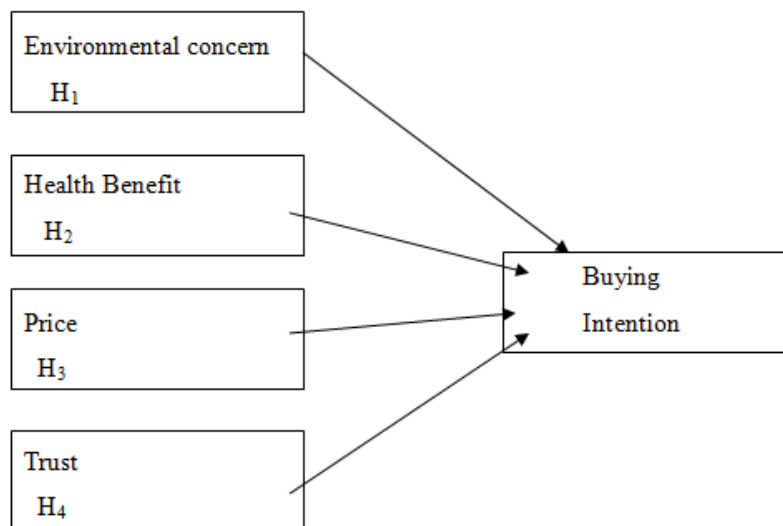 Environmental concern
H₁
Health Benefit
H₂
Price
H₃
Trust
H₄
Buying
Intention